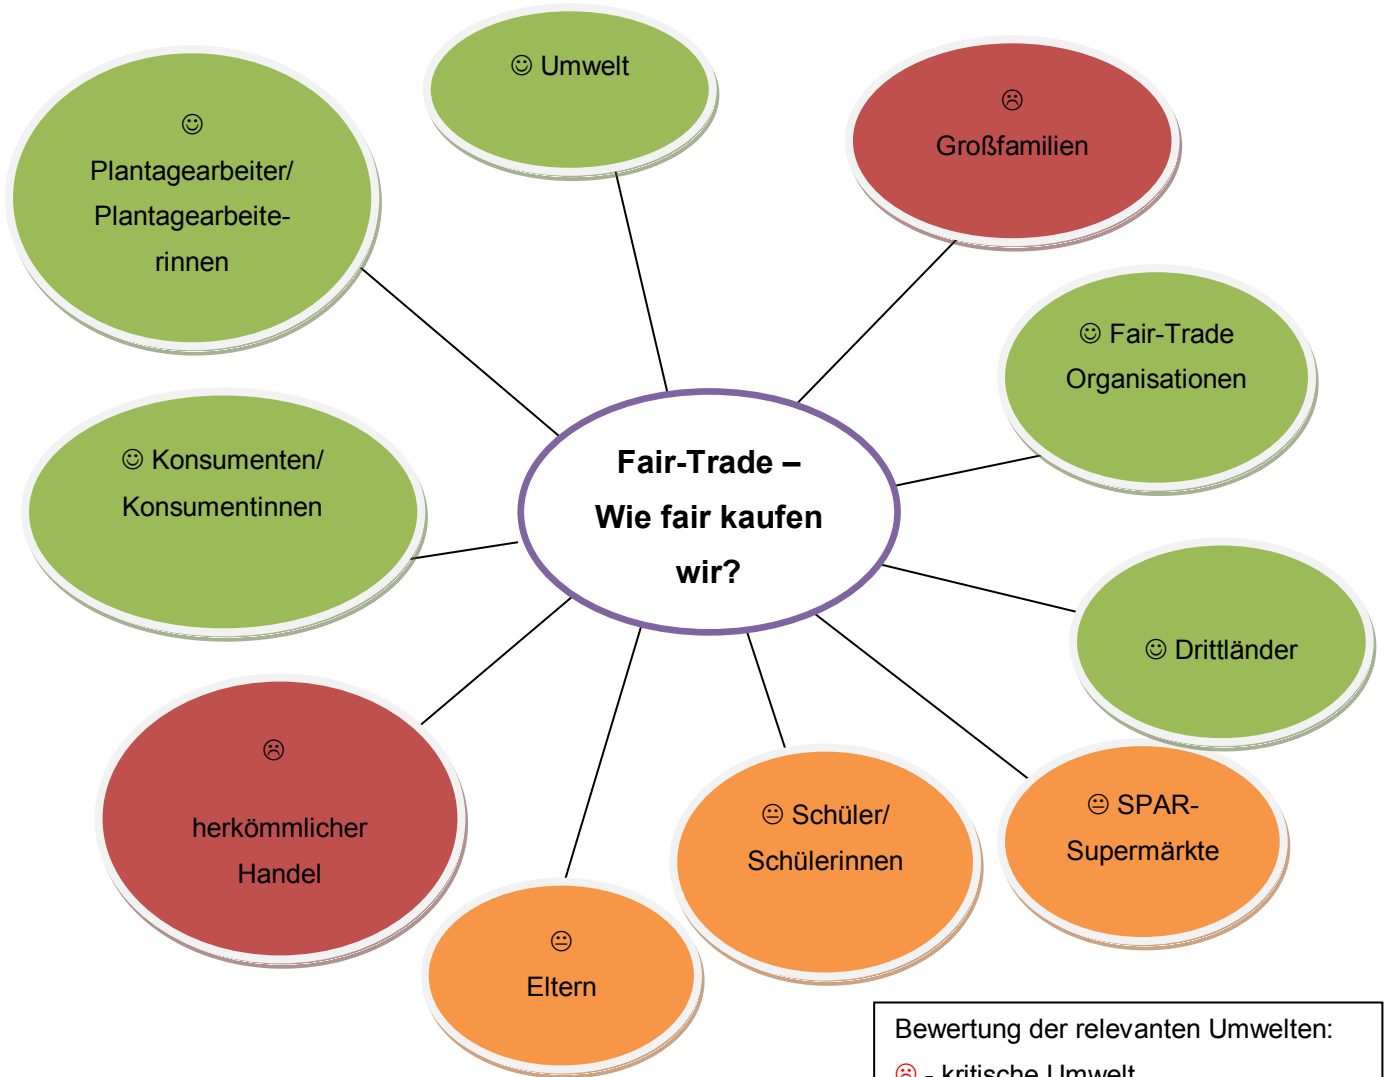 ☺ Umwelt
☹
Großfamilien
☺
Plantagearbeiter/
Plantagearbeite-
rinnen
☺ Fair-Trade
Organisationen
☺ Konsumenten/
Konsumentinnen
Fair-Trade –
Wie fair kaufen
wir?
☺ Drittländer
☹
herkömmlicher
Handel
😐 Schüler/
Schülerinnen
😐 SPAR-
Supermärkte
😐
Eltern
Bewertung der relevanten Umwelten:
☹ - kritische Umwelt